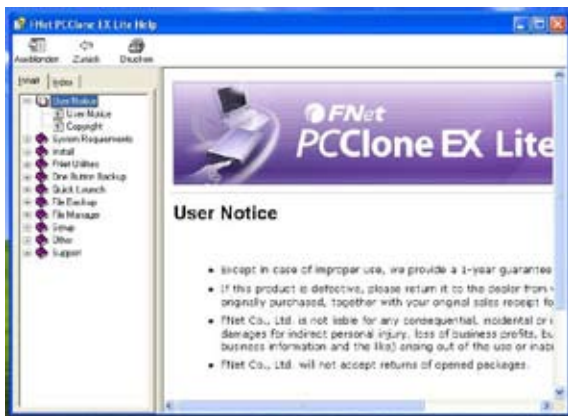 FNet PCClone EX Lite Help
Ausblenden Zurück Drucken
Inhalt Index
User Notice
User Notice
Copyright
System Requirements
Install
FNet Utilities
One Button Backup
Quick Launch
File Backup
File Manager
Setup
Other
Support
FNet
PCClone EX Lite
User Notice
Except in case of improper use, we provide a 1-year guarantee
If this product is defective, please return it to the dealer from
originally purchased, together with your original sales receipt
FNet Co., Ltd. is not liable for any consequential, incidental or
damages for indirect personal injury, loss of business profits,
business information and the like) arising out of the use or
FNet Co., Ltd. will not accept returns of opened packages.